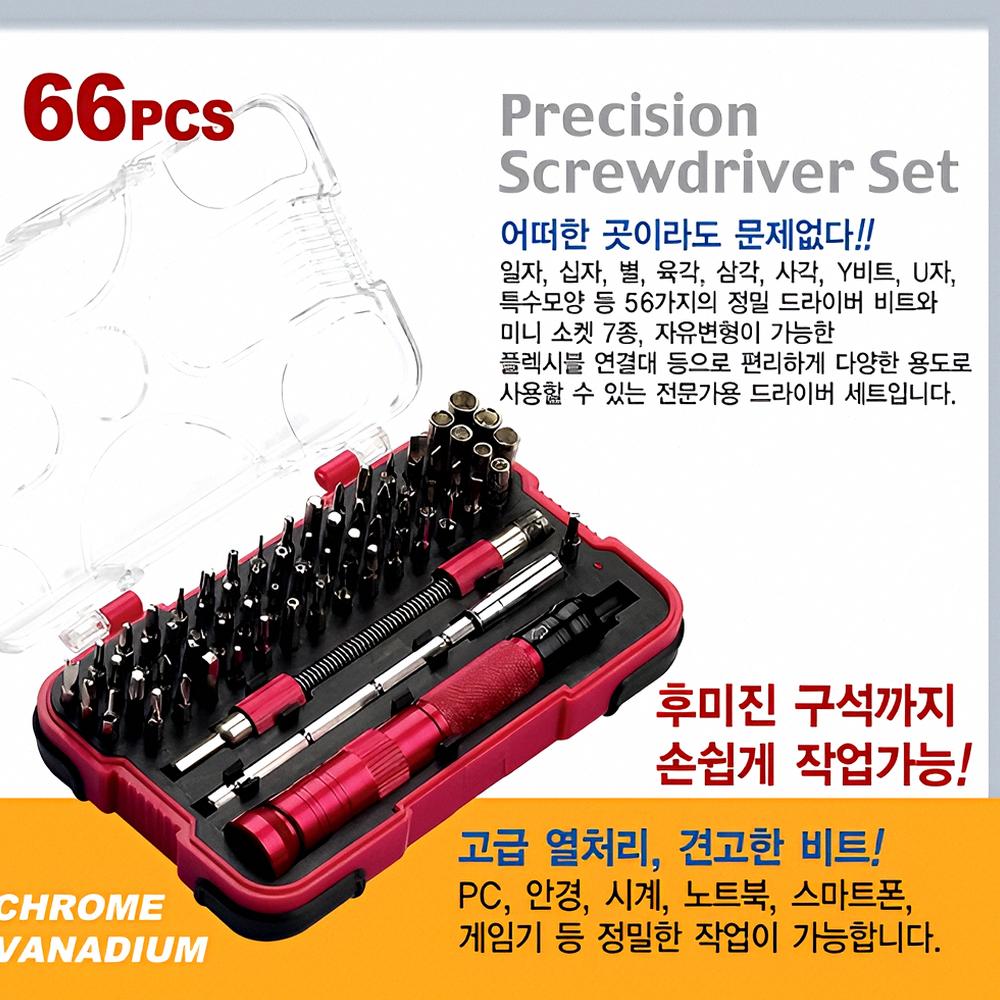 66PCS
Precision
Screwdriver Set
어떠한 곳이라도 문제없다!!
일자, 십자, 별, 육각, 삼각, 사각, Y비트, U자,
특수모양 등 56가지의 정밀 드라이버 비트와
미니 소켓 7종, 자유변형이 가능한
플렉시블 연결대 등으로 편리하게 다양한 용도로
사용할 수 있는 전문가용 드라이버 세트입니다.
후미진 구석까지
손쉽게 작업가능!
고급 열처리, 견고한 비트!
PC, 안경, 시계, 노트북, 스마트폰,
게임기 등 정밀한 작업이 가능합니다.
CHROME
VANADIUM